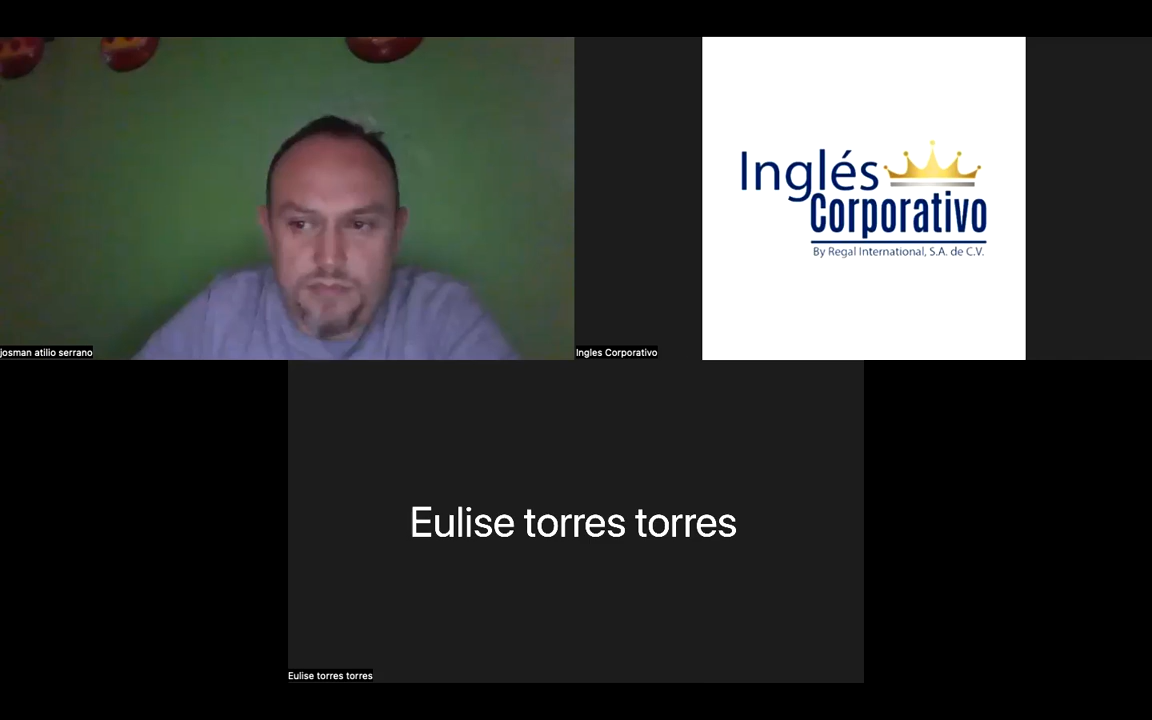 Inglés
Corporativo
By Regal International, S.A. de C.V.
josman atilio serrano
Ingles Corporativo
Eulise torres torres
Eulise torres torres